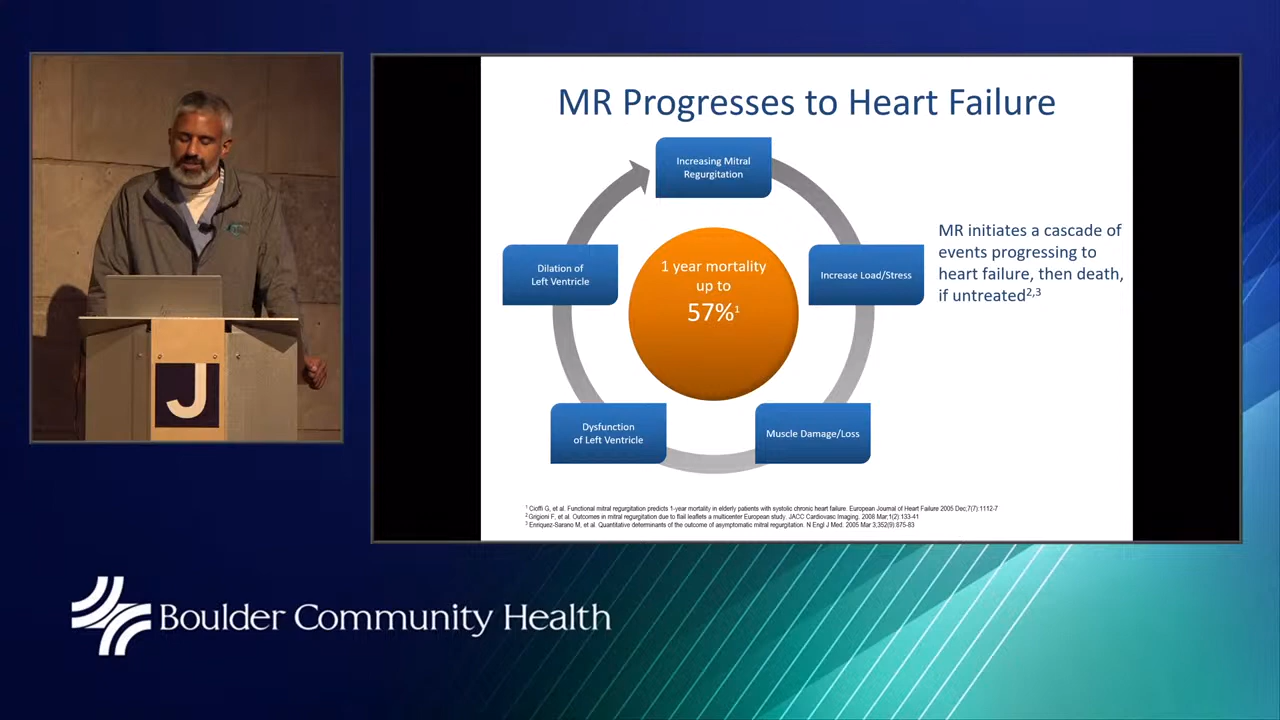 MR Progresses to Heart Failure
Increasing Mitral
Regurgitation
Increase Load/Stress
Muscle Damage/Loss
Dysfunction
of Left Ventricle
Dilation of
Left Ventricle
1 year mortality
up to
57%¹
MR initiates a cascade of
events progressing to
heart failure, then death,
if untreated²,³
¹ Cioffi G, et al. Functional mitral regurgitation predicts 1-year mortality in elderly patients with systolic chronic heart failure. European Journal of Heart Failure 2005 Dec;7(7):1112-7
² Grigioni F, et al. Outcomes in mitral regurgitation due to flail leaflets a multicenter European study. JACC Cardiovasc Imaging. 2008 Mar;1(2):133-41
³ Enriquez-Sarano M, et al. Quantitative determinants of the outcome of asymptomatic mitral regurgitation. N Engl J Med. 2005 Mar 3;352(9):875-83
J
Boulder Community Health